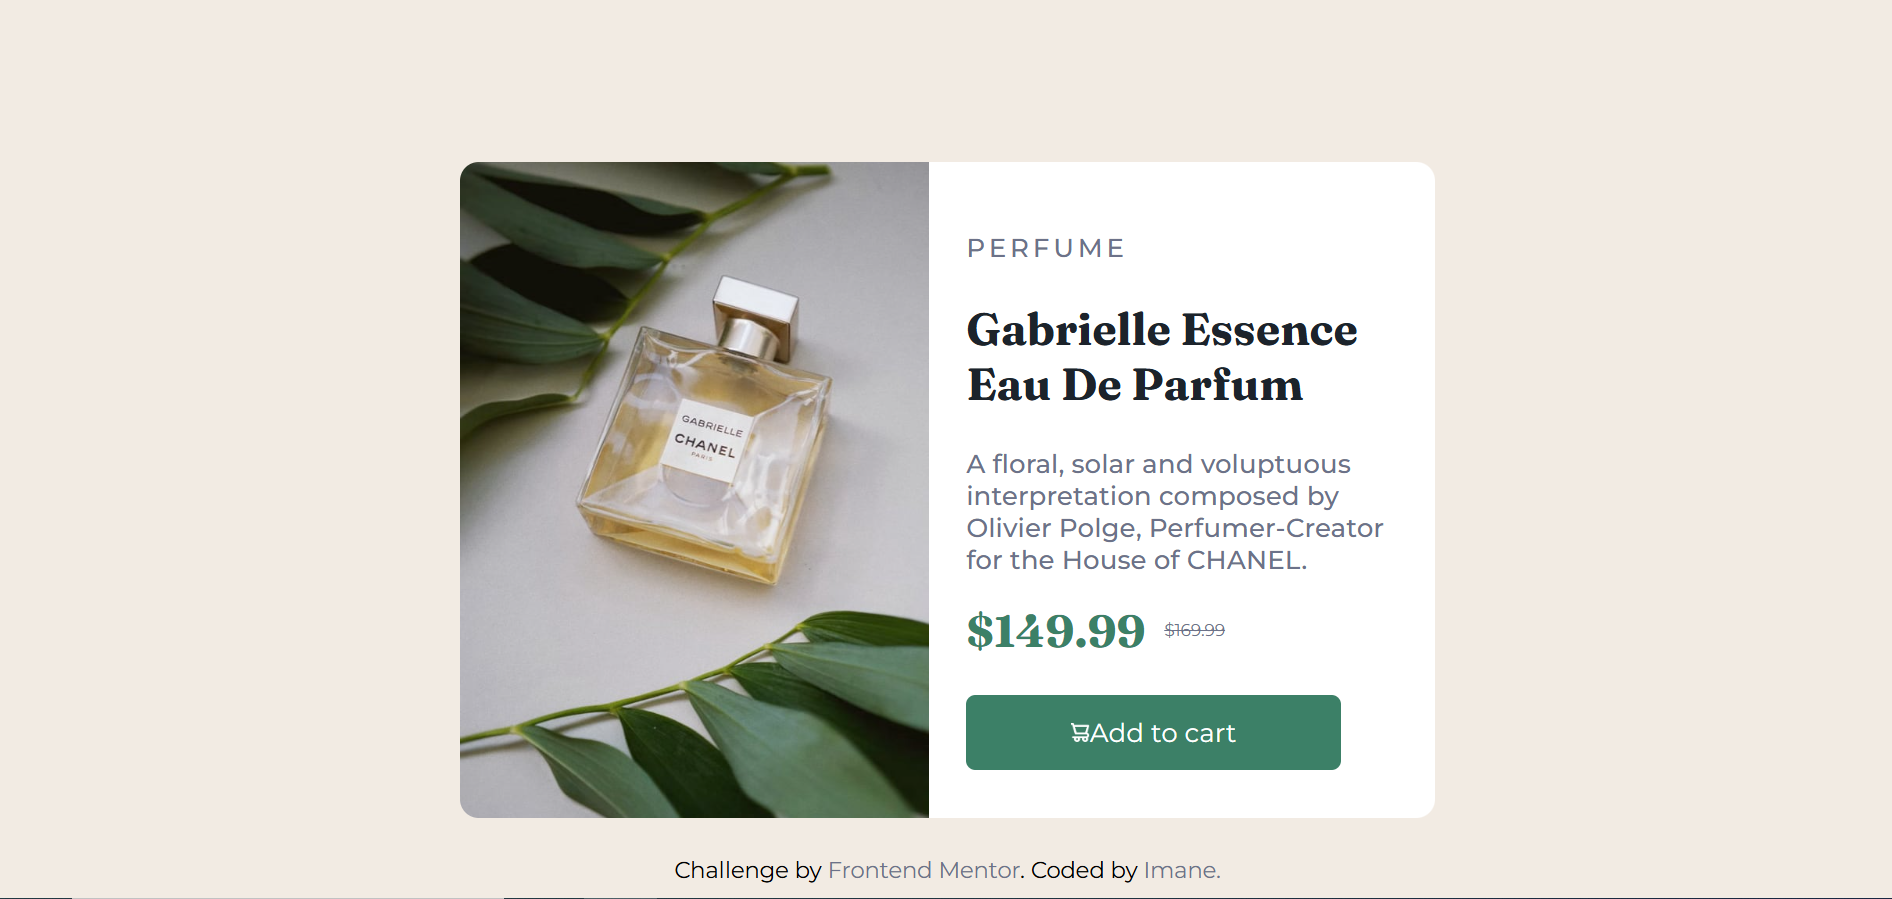 GABRIELLE
CHANEL
PARIS
PERFUME
Gabrielle Essence
Eau De Parfum
A floral, solar and voluptuous
interpretation composed by
Olivier Polge, Perfumer-Creator
for the House of CHANEL.
$149.99 $169.99
Add to cart
Challenge by Frontend Mentor. Coded by Imane.